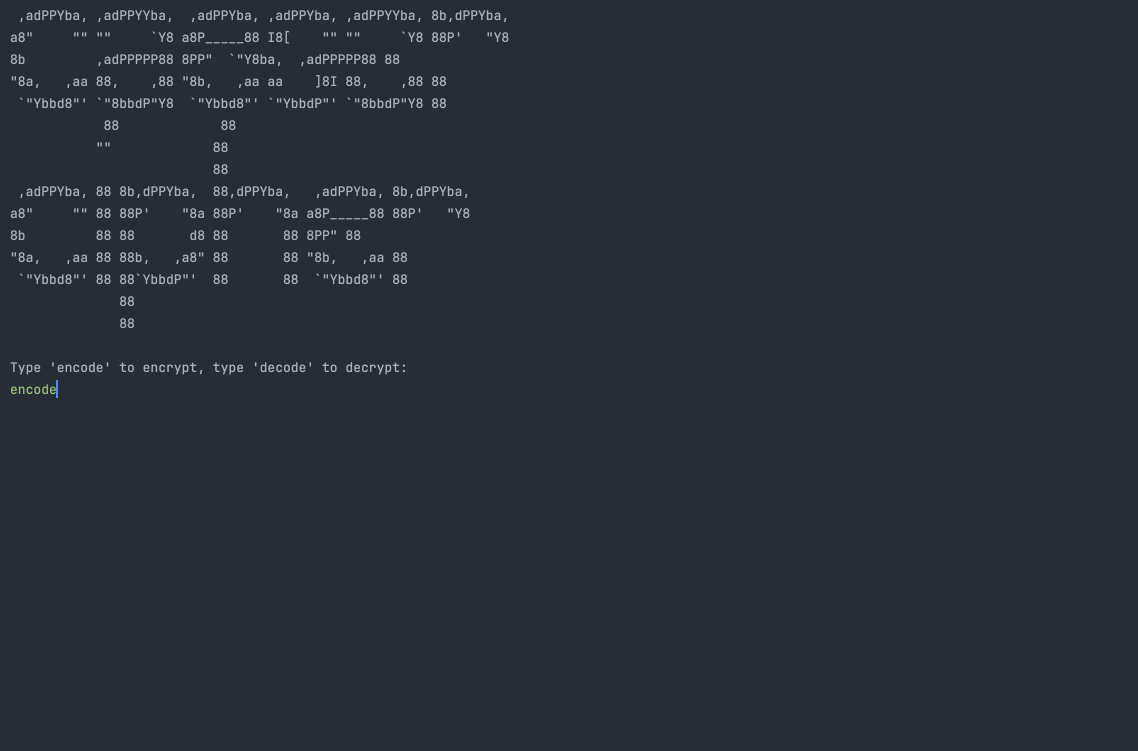 ,adPPYba, ,adPPYYba,  ,adPPYba, ,adPPYba, ,adPPYYba, 8b,dPPYba,
a8"     "" ""     `Y8 a8P_____88 I8[    "" ""     `Y8 88P'   "Y8
8b         ,adPPPPP88 8PP"  `"Y8ba,  ,adPPPPP88 88
"8a,   ,aa 88,    ,88 "8b,   ,aa aa    ]8I 88,    ,88 88
 `"Ybbd8"' `"8bbdP"Y8  `"Ybbd8"' `"YbbdP"' `"8bbdP"Y8 88
            88             88
           ""             88
                          88
 ,adPPYba, 88 8b,dPPYba,  88,dPPYba,   ,adPPYba, 8b,dPPYba,
a8"     "" 88 88P'    "8a 88P'    "8a a8P_____88 88P'   "Y8
8b         88 88       d8 88       88 8PP" 88
"8a,   ,aa 88 88b,   ,a8" 88       88 "8b,   ,aa 88
 `"Ybbd8"' 88 88`YbbdP"'  88       88  `"Ybbd8"' 88
              88
              88
Type 'encode' to encrypt, type 'decode' to decrypt:
encode